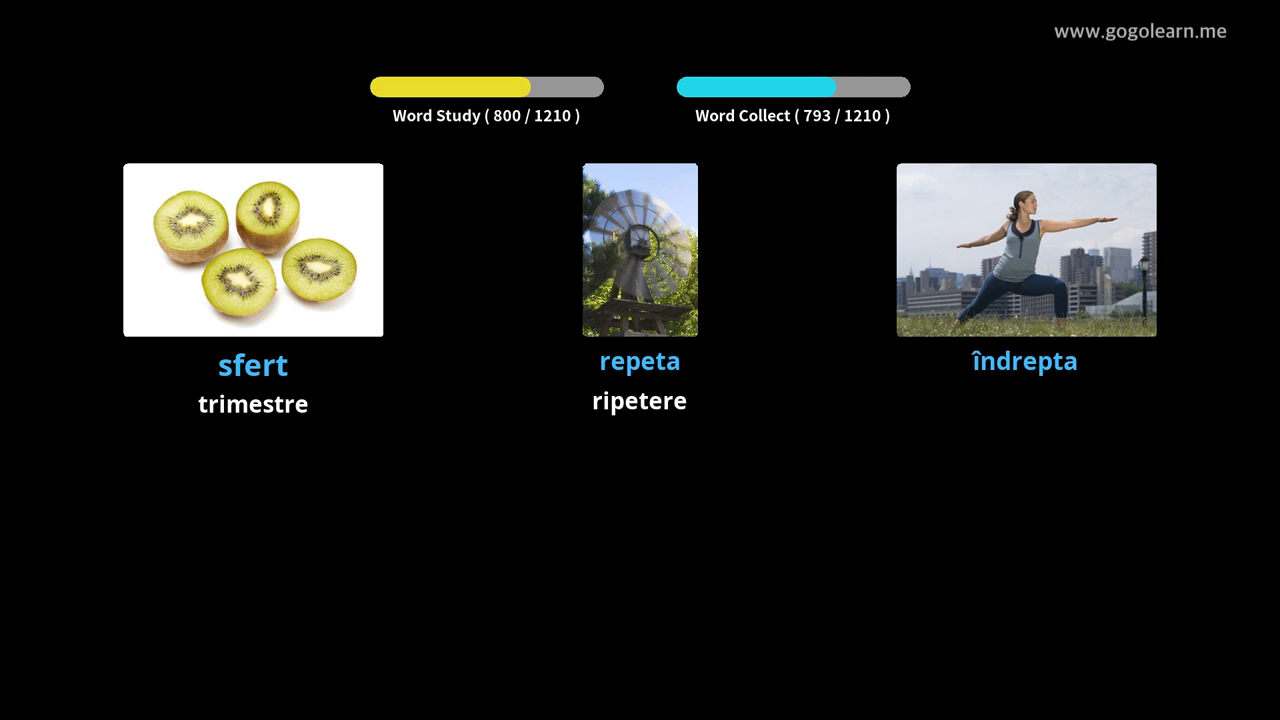 www.gogolearn.me
Word Study ( 800 / 1210 )
Word Collect ( 793 / 1210 )
sfert
repeta
îndrepta
trimestre
ripetere